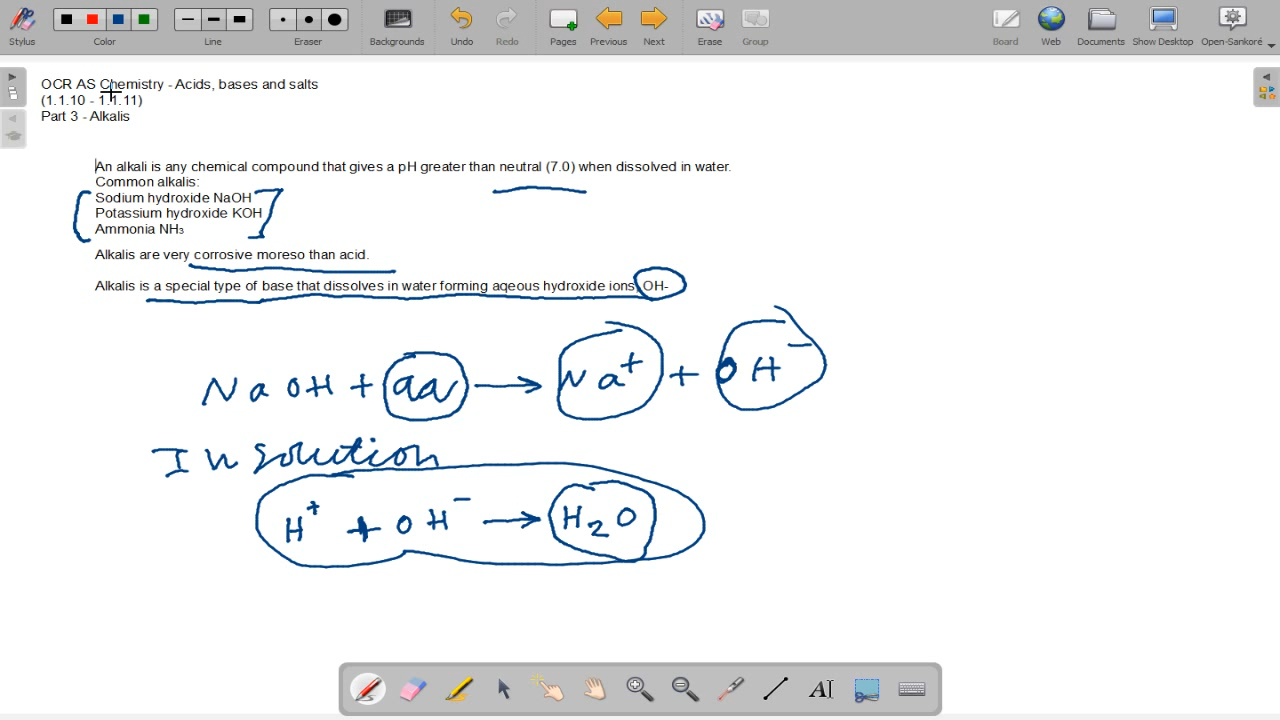 Stylus Color Line Eraser Backgrounds Undo Redo Pages Previous Next Erase Group Board Web Documents Show Desktop Open-Sankoré
OCR AS Chemistry - Acids, bases and salts
(1.1.10 - 1.1.11)
Part 3 - Alkalis
An alkali is any chemical compound that gives a pH greater than neutral (7.0) when dissolved in water.
Common alkalis:
Sodium hydroxide NaOH
Potassium hydroxide KOH
Ammonia NH₃
Alkalis are very corrosive moreso than acid.
Alkalis is a special type of base that dissolves in water forming aqeous hydroxide ions, OH-
NaOH + aq → Na⁺ + OH⁻
In solution
H⁺ + OH⁻ → H₂O
AI